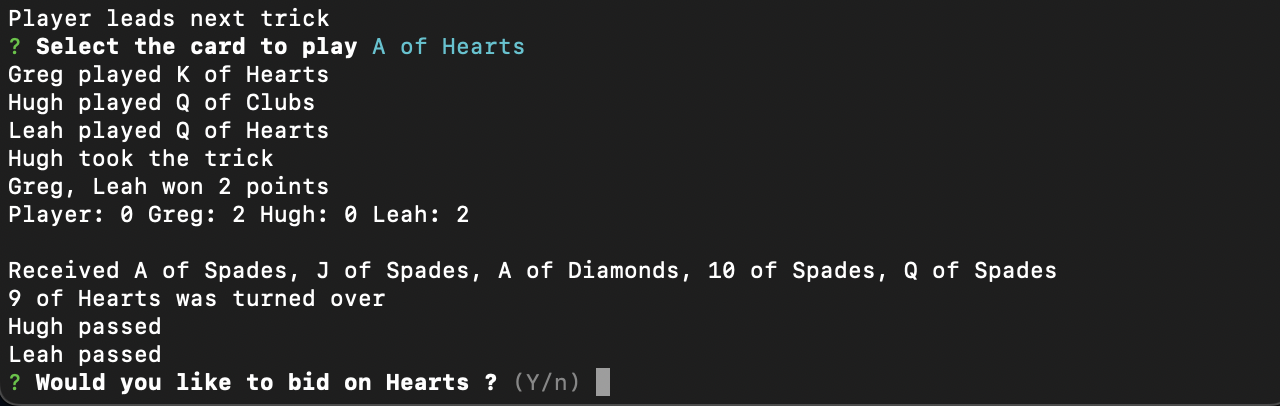 Player leads next trick
? Select the card to play A of Hearts
Greg played K of Hearts
Hugh played Q of Clubs
Leah played Q of Hearts
Hugh took the trick
Greg, Leah won 2 points
Player: 0 Greg: 2 Hugh: 0 Leah: 2
Received A of Spades, J of Spades, A of Diamonds, 10 of Spades, Q of Spades
9 of Hearts was turned over
Hugh passed
Leah passed
? Would you like to bid on Hearts ? (Y/n)